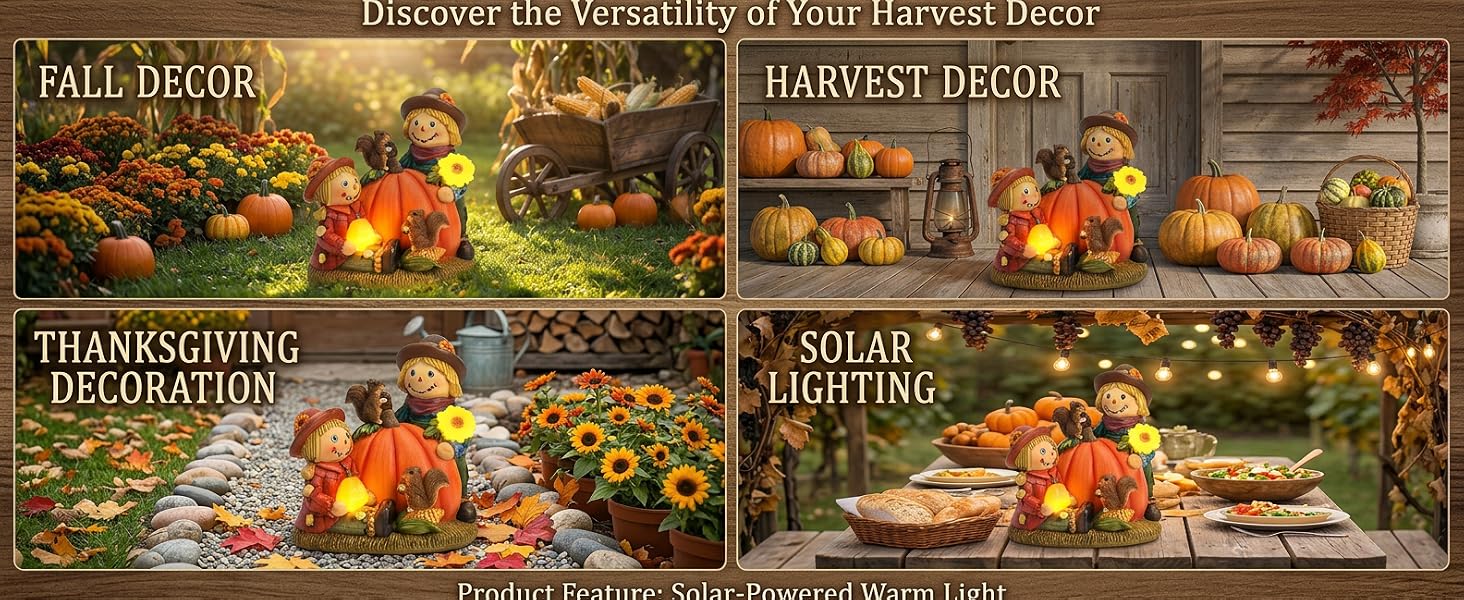 Discover the Versatility of Your Harvest Decor
FALL DECOR
HARVEST DECOR
THANKSGIVING
DECORATION
SOLAR
LIGHTING
Product Feature: Solar-Powered Warm Light